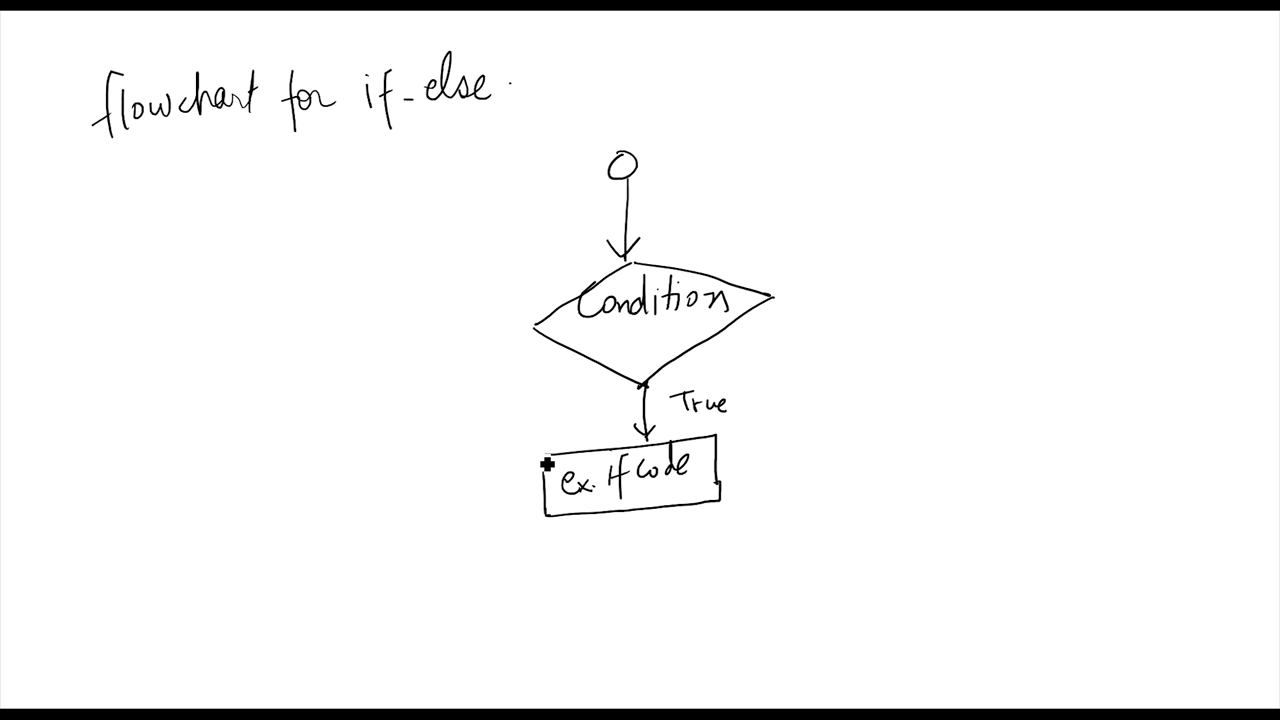 flowchart for if-else.
Condition
True
ex. If code